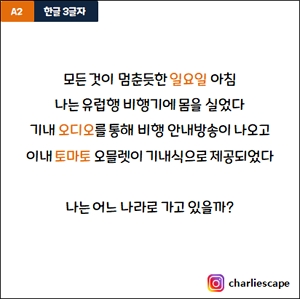 A2 한글 3글자
모든 것이 멈춘듯한 일요일 아침
나는 유럽행 비행기에 몸을 실었다
기내 오디오를 통해 비행 안내방송이 나오고
이내 토마토 오믈렛이 기내식으로 제공되었다
나는 어느 나라로 가고 있을까?
charliescape